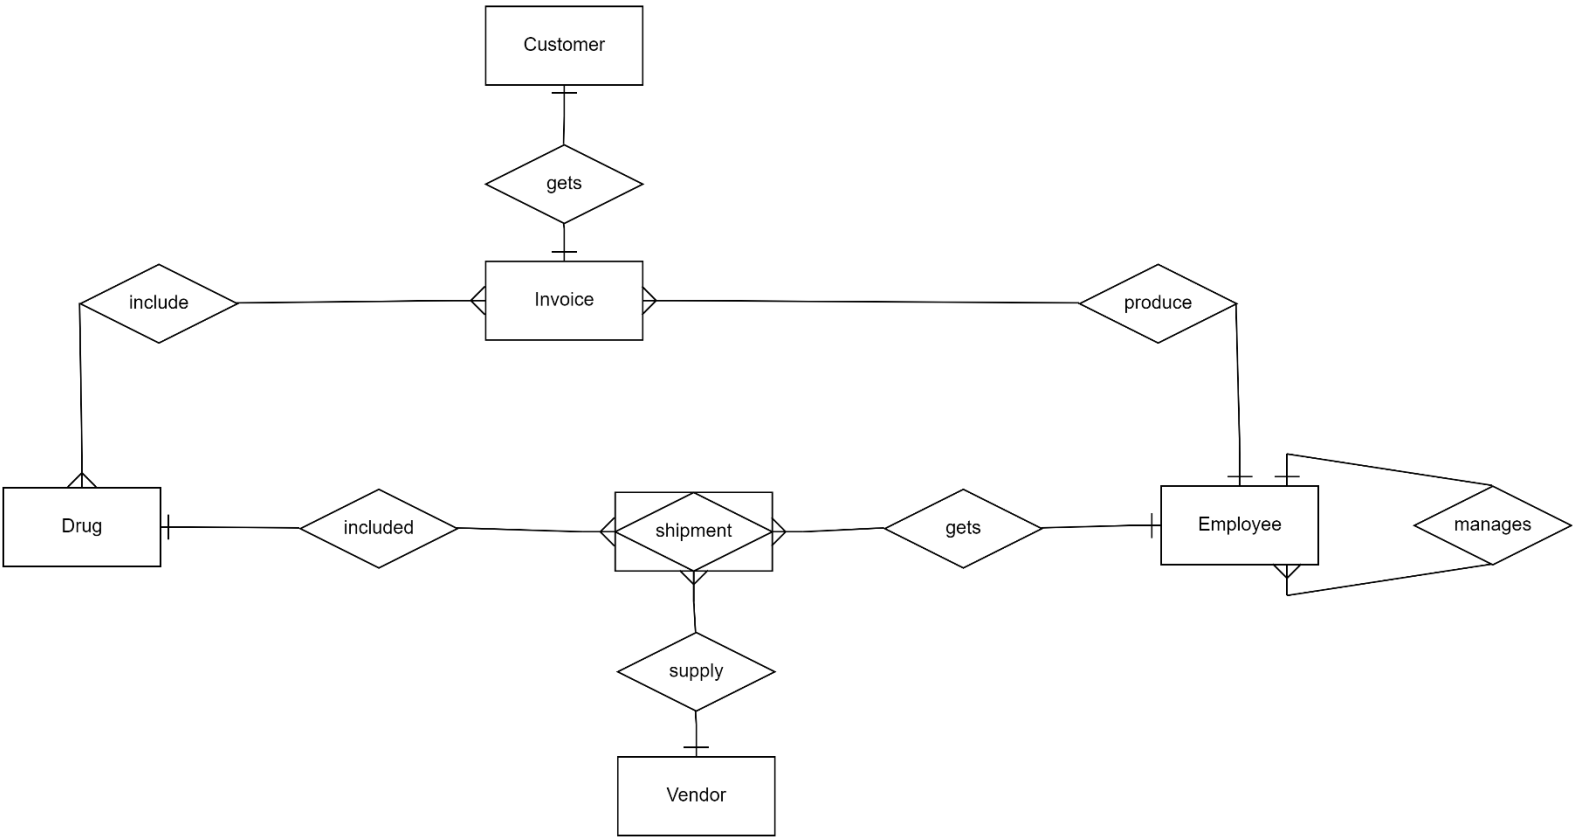 Customer
gets
include
Invoice
produce
Drug
included
shipment
gets
Employee
manages
supply
Vendor